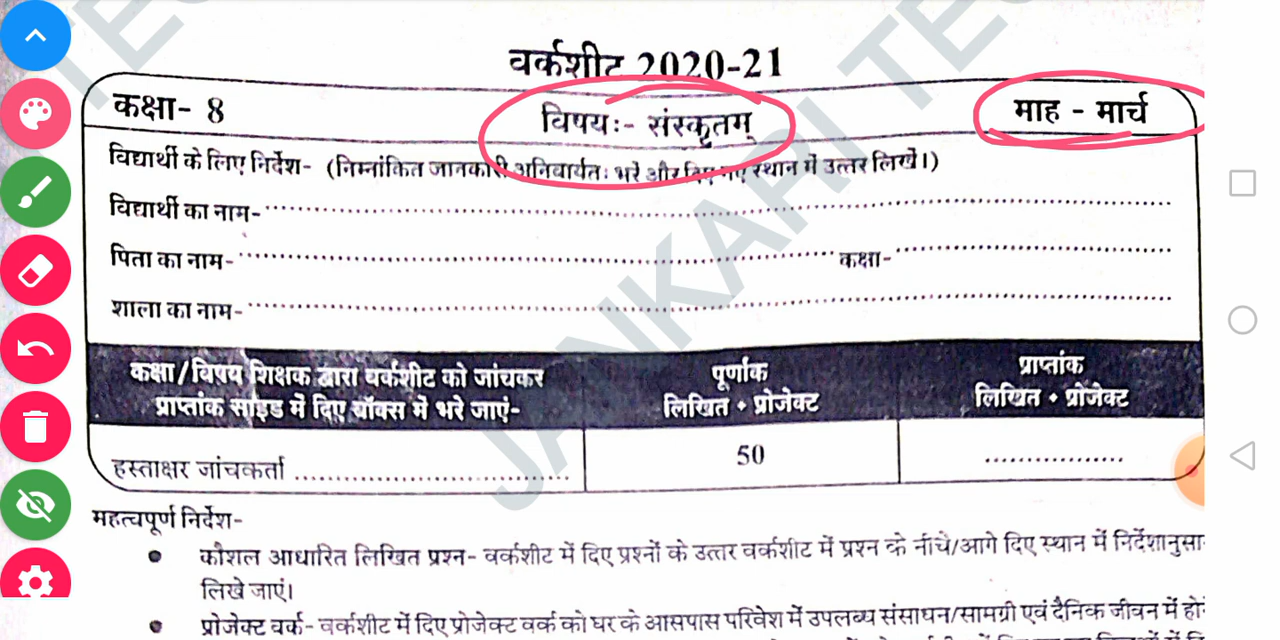 वर्कशीट 2020-21
कक्षा- 8 विषयः- संस्कृतम् माह - मार्च
विद्यार्थी के लिए निर्देश- (निम्नांकित जानकारी अनिवार्यतः भरे और दिए गए स्थान में उत्तर लिखें।)
विद्यार्थी का नाम-
पिता का नाम- कक्षा-
शाला का नाम-
कक्षा/विषय शिक्षक द्वारा वर्कशीट को जांचकर पूर्णांक प्राप्तांक
प्राप्तांक साइड में दिए बॉक्स में भरे जाएं- लिखित + प्रोजेक्ट लिखित + प्रोजेक्ट
हस्ताक्षर जांचकर्ता 50
महत्वपूर्ण निर्देश-
• कौशल आधारित लिखित प्रश्न- वर्कशीट में दिए प्रश्नों के उत्तर वर्कशीट में प्रश्न के नीचे/आगे दिए स्थान में निर्देशानुसा
लिखे जाएं।
• प्रोजेक्ट वर्क- वर्कशीट में दिए प्रोजेक्ट वर्क को घर के आसपास परिवेश में उपलब्ध संसाधन/सामग्री एवं दैनिक जीवन में
JANKARI TE